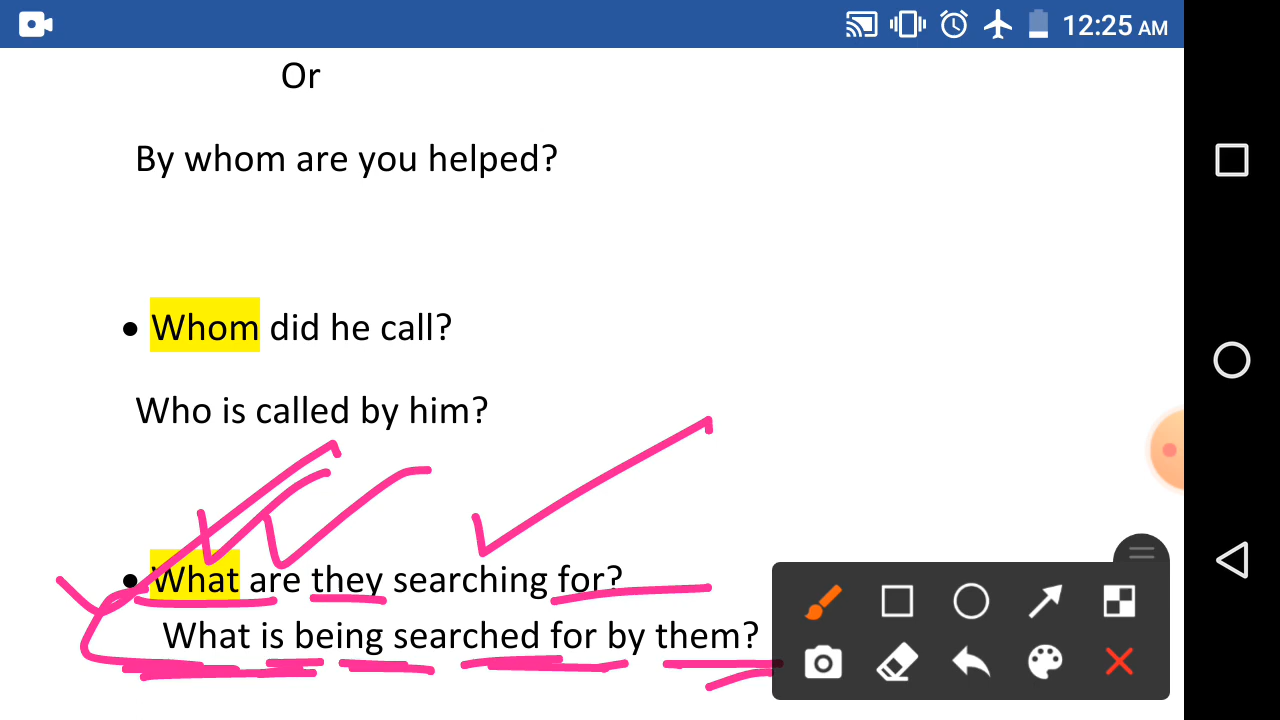 12:25 AM
Or
By whom are you helped?
• Whom did he call?
Who is called by him?
• What are they searching for?
What is being searched for by them?